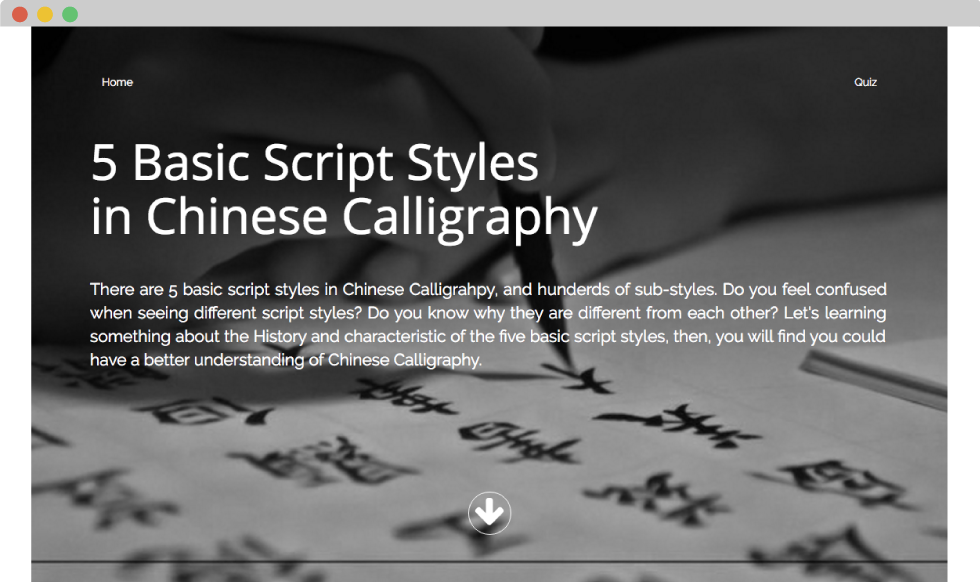 Home
Quiz
5 Basic Script Styles
in Chinese Calligraphy
There are 5 basic script styles in Chinese Calligrahpy, and hunderds of sub-styles. Do you feel confused
when seeing different script styles? Do you know why they are different from each other? Let's learning
something about the History and characteristic of the five basic script styles, then, you will find you could
have a better understanding of Chinese Calligraphy.